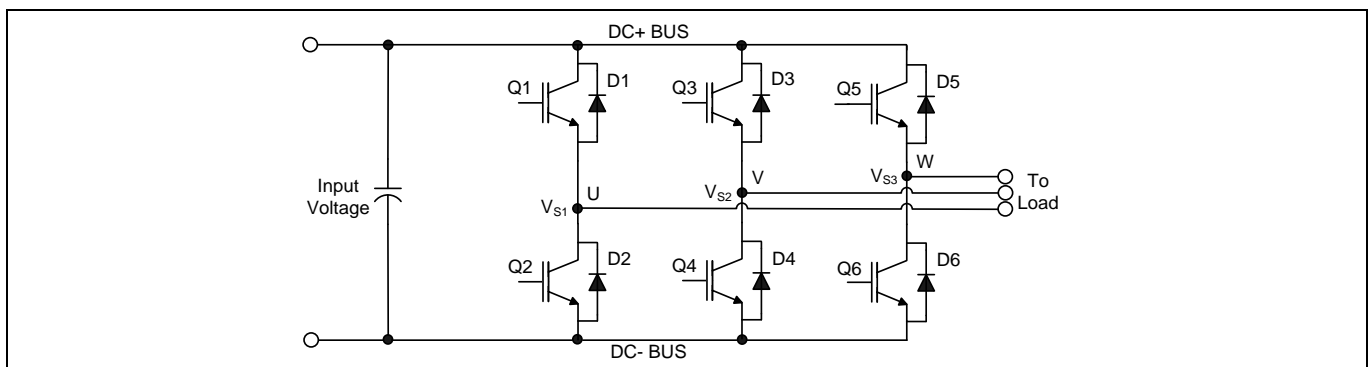 DC+ BUS
Q1
D1
Q3
D3
Q5
D5
Input
Voltage
U
V
W
VS1
VS2
VS3
To
Load
Q2
D2
Q4
D4
Q6
D6
DC- BUS